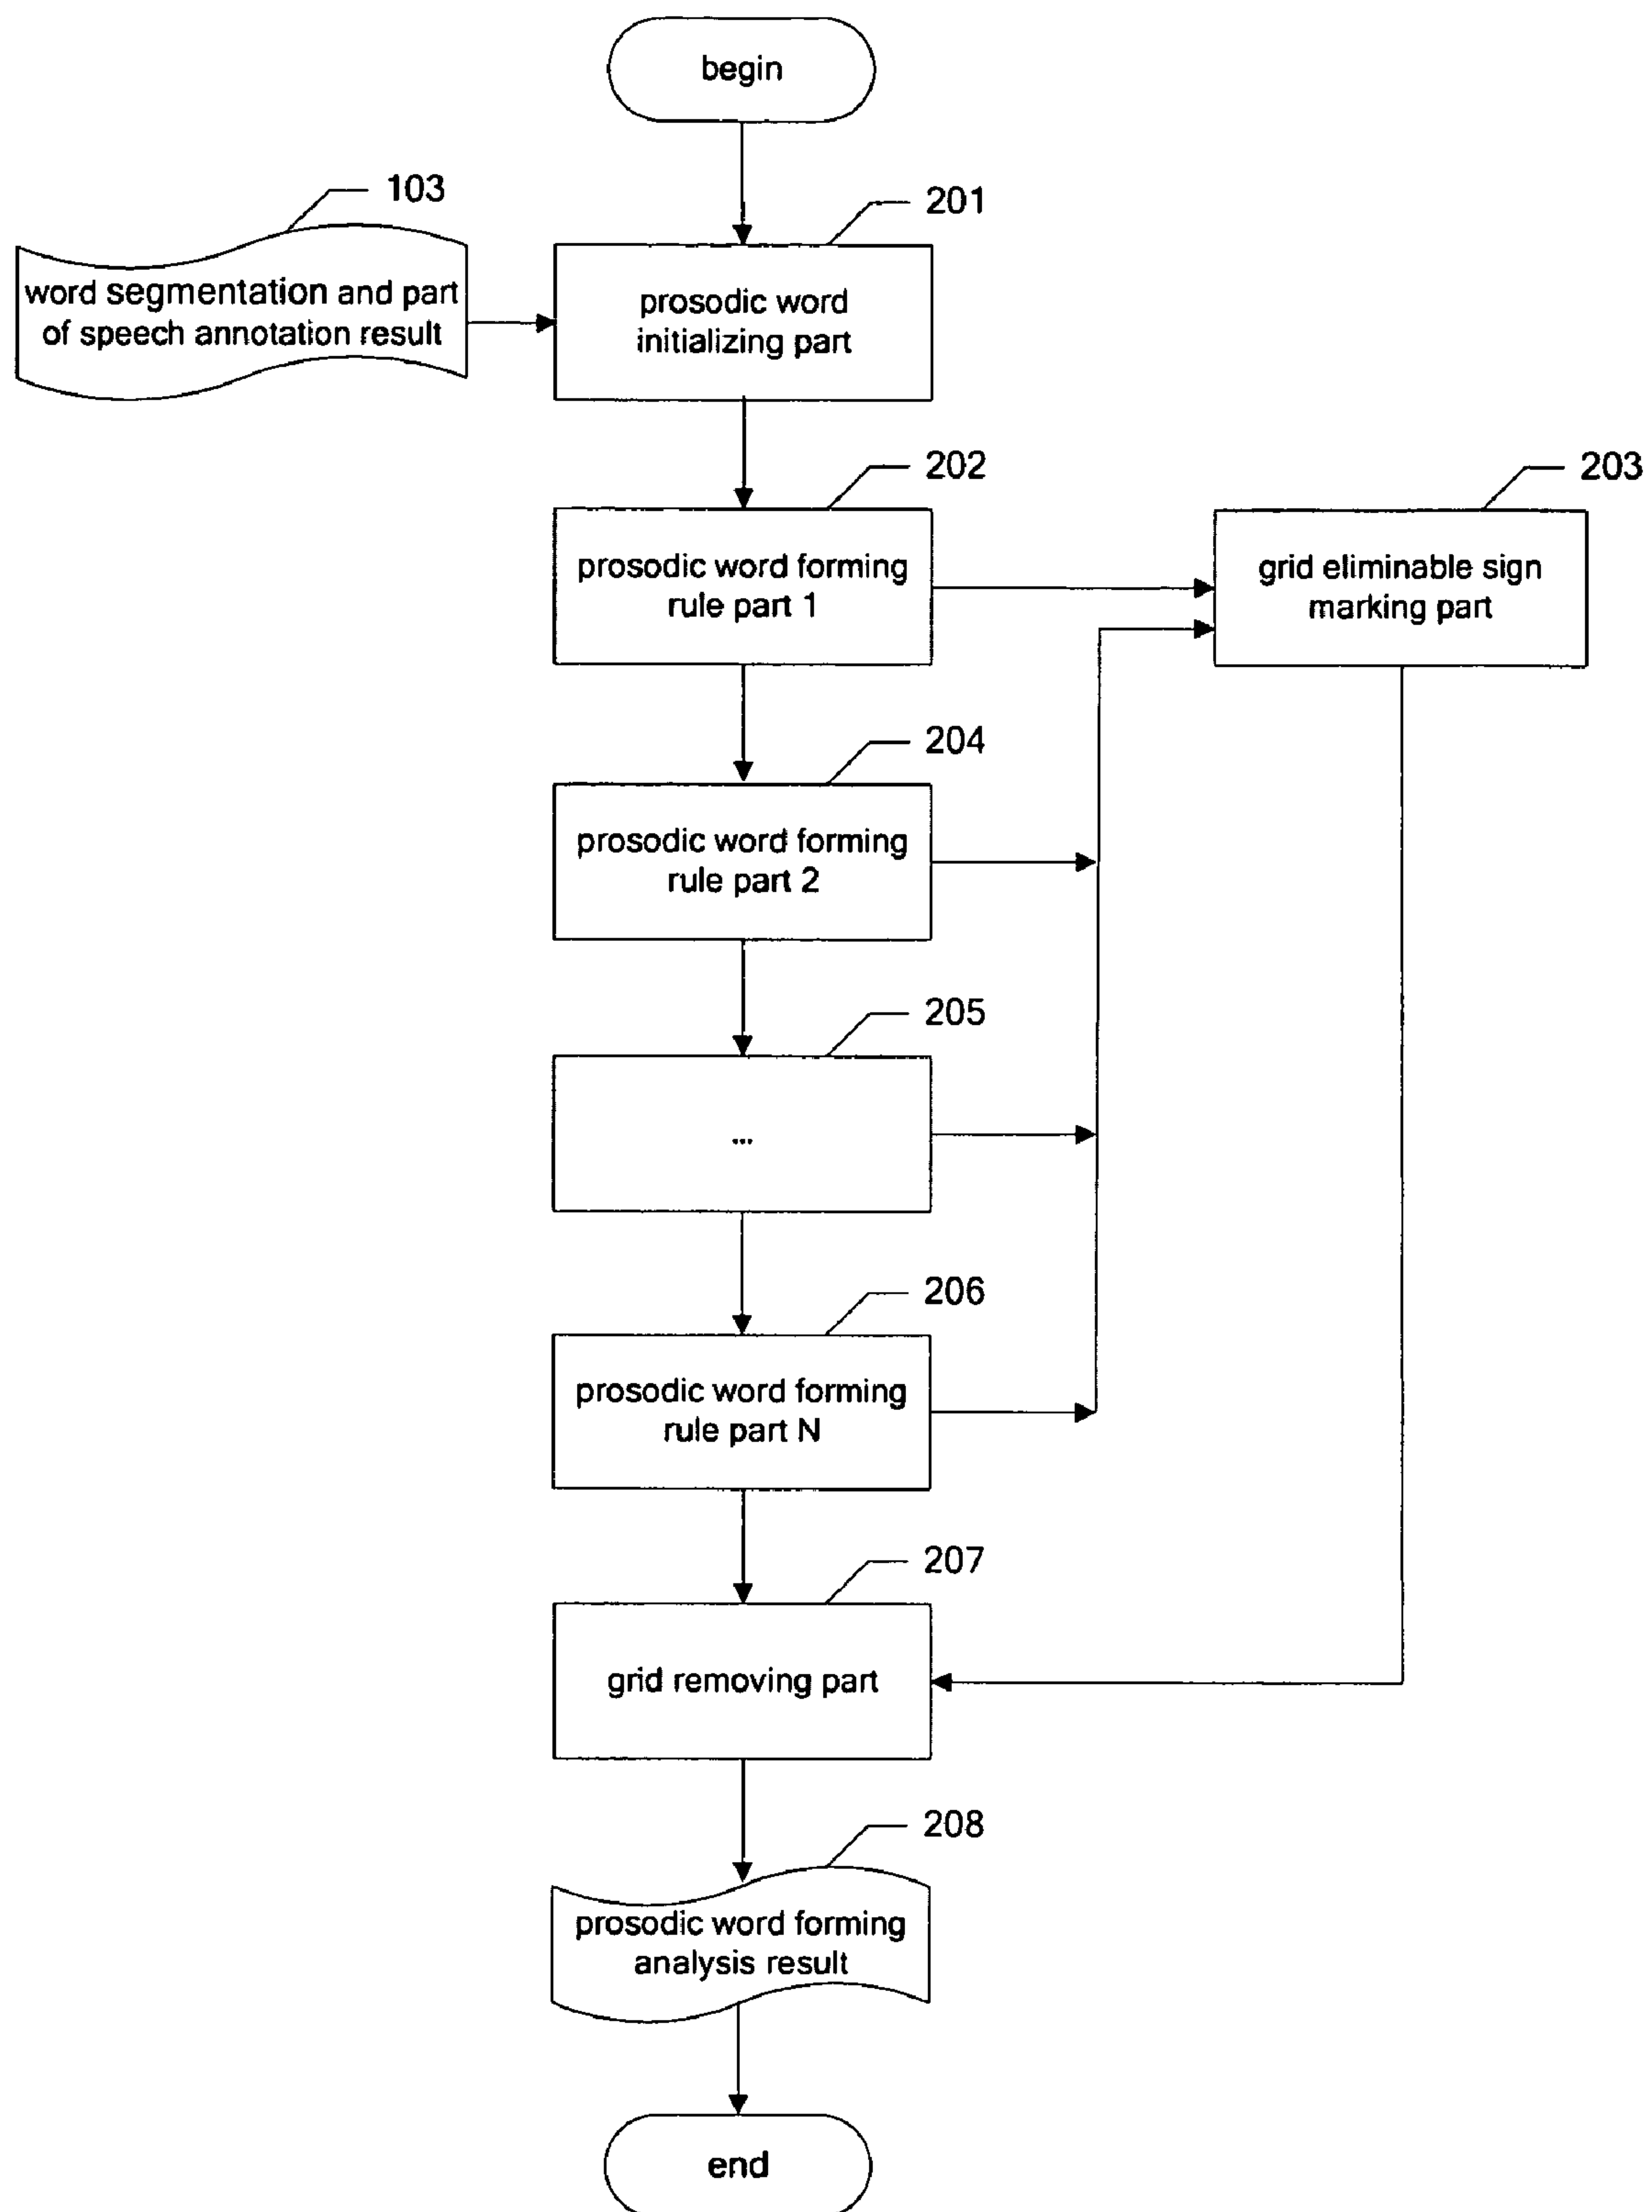 begin
103
201
word segmentation and part
of speech annotation result
prosodic word
initializing part
202
203
prosodic word forming
rule part 1
grid eliminable sign
marking part
204
prosodic word forming
rule part 2
205
...
206
prosodic word forming
rule part N
207
grid removing part
208
prosodic word forming
analysis result
end